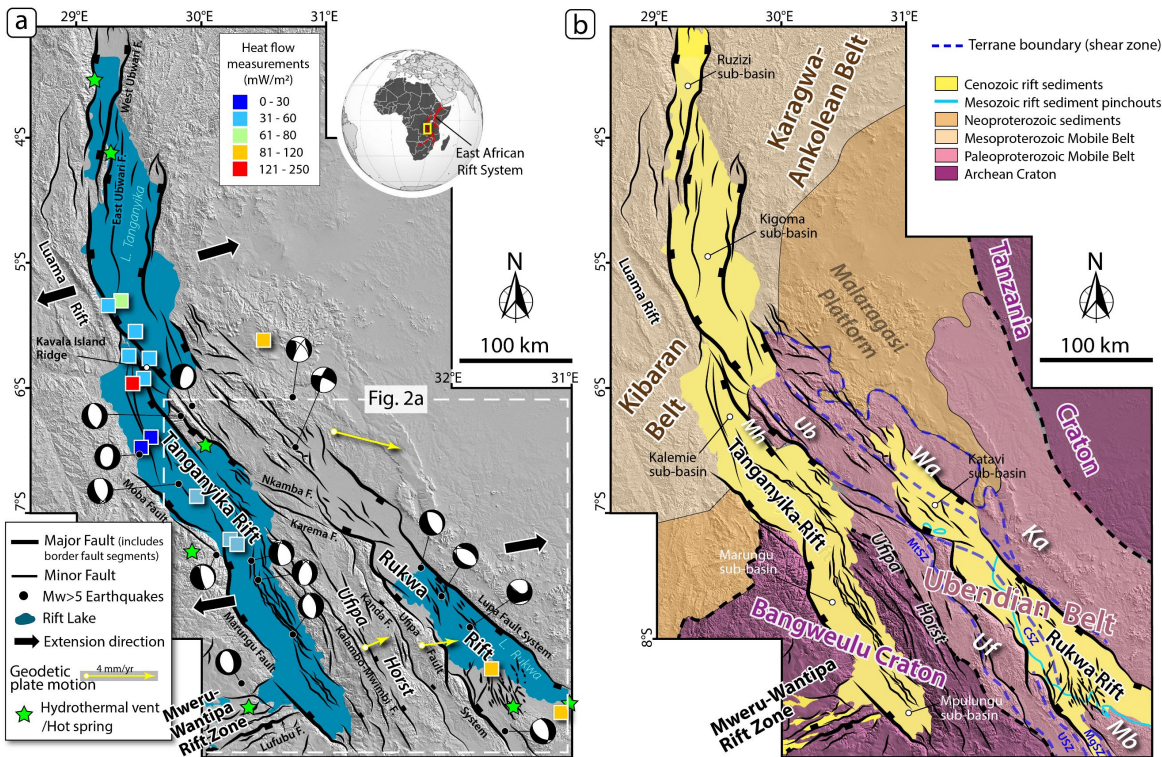 a
29°E
30°E
31°E
Heat flow
measurements
(mW/m²)
0 - 30
31 - 60
61 - 80
81 - 120
121 - 250
East African
Rift System
West Ubwari F.
East Ubwari F.
L. Tanganyika
4°S
5°S
6°S
7°S
Luama
Rift
Kavala Island
Ridge
N
100 km
32°E
31°E
Fig. 2a
Tanganyika Rift
Nkamba F.
Karema F.
Moba Fault
Marungu Fault
Ufipa
Horst
Kanda F.
Kalambo-Mwimbi F.
Ufipa
Fault
System
Rukwa
Rift
Lupa Fault System
L. Rukwa
Mweru-
Wantipa
Rift Zone
Lufubu F.
Major Fault (includes
border fault segments)
Minor Fault
Mw>5 Earthquakes
Rift Lake
Extension direction
Geodetic
plate motion
4 mm/yr
Hydrothermal vent
/Hot spring
b
29°E
30°E
31°E
Terrane boundary (shear zone)
Cenozoic rift sediments
Mesozoic rift sediment pinchouts
Neoproterozoic sediments
Mesoproterozoic Mobile Belt
Paleoproterozoic Mobile Belt
Archean Craton
Ruzizi
sub-basin
Karagwa-
Ankolean Belt
4°S
Kigoma
sub-basin
5°S
Luama Rift
Malaragasi
Platform
Tanzania
Craton
N
100 km
6°S
Kibaran
Belt
Kalemie
sub-basin
Mh
Ub
Wa
Katavi
sub-basin
Tanganyika Rift
7°S
Ka
MtSZ
Ufipa
Horst
Marungu
sub-basin
Ubendian Belt
8°S
Bangweulu Craton
Uf
CSZ
Rukwa Rift
Mweru-Wantipa
Rift Zone
Mpulungu
sub-basin
USZ
MgSZ
Mb